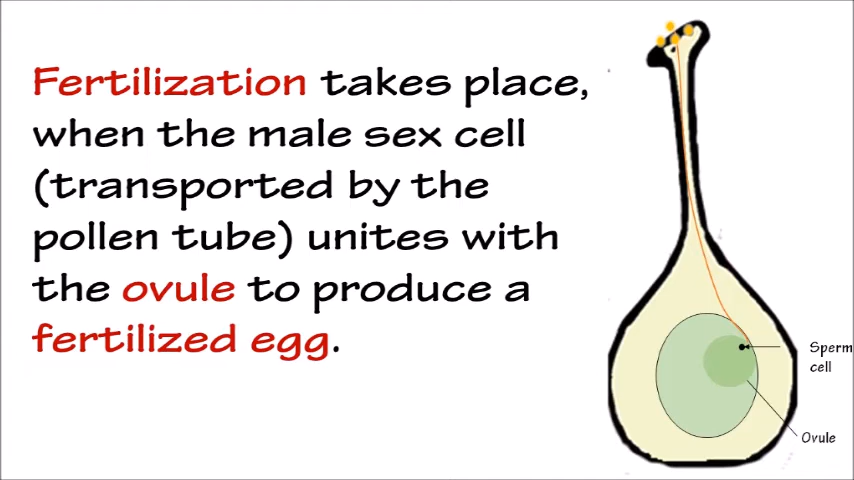 Fertilization takes place,
when the male sex cell
(transported by the
pollen tube) unites with
the ovule to produce a
fertilized egg.
Sperm
cell
Ovule